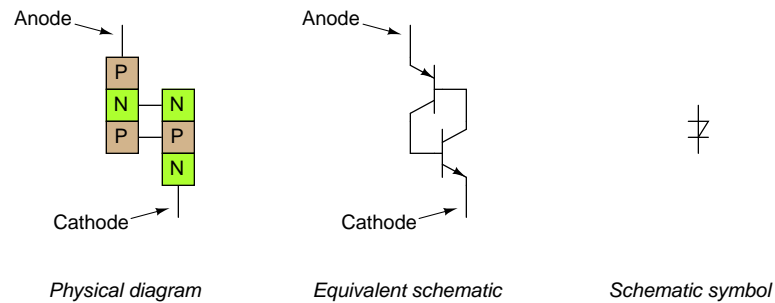 Anode
P
N N
P P
N
Cathode
Anode
Cathode
Physical diagram
Equivalent schematic
Schematic symbol